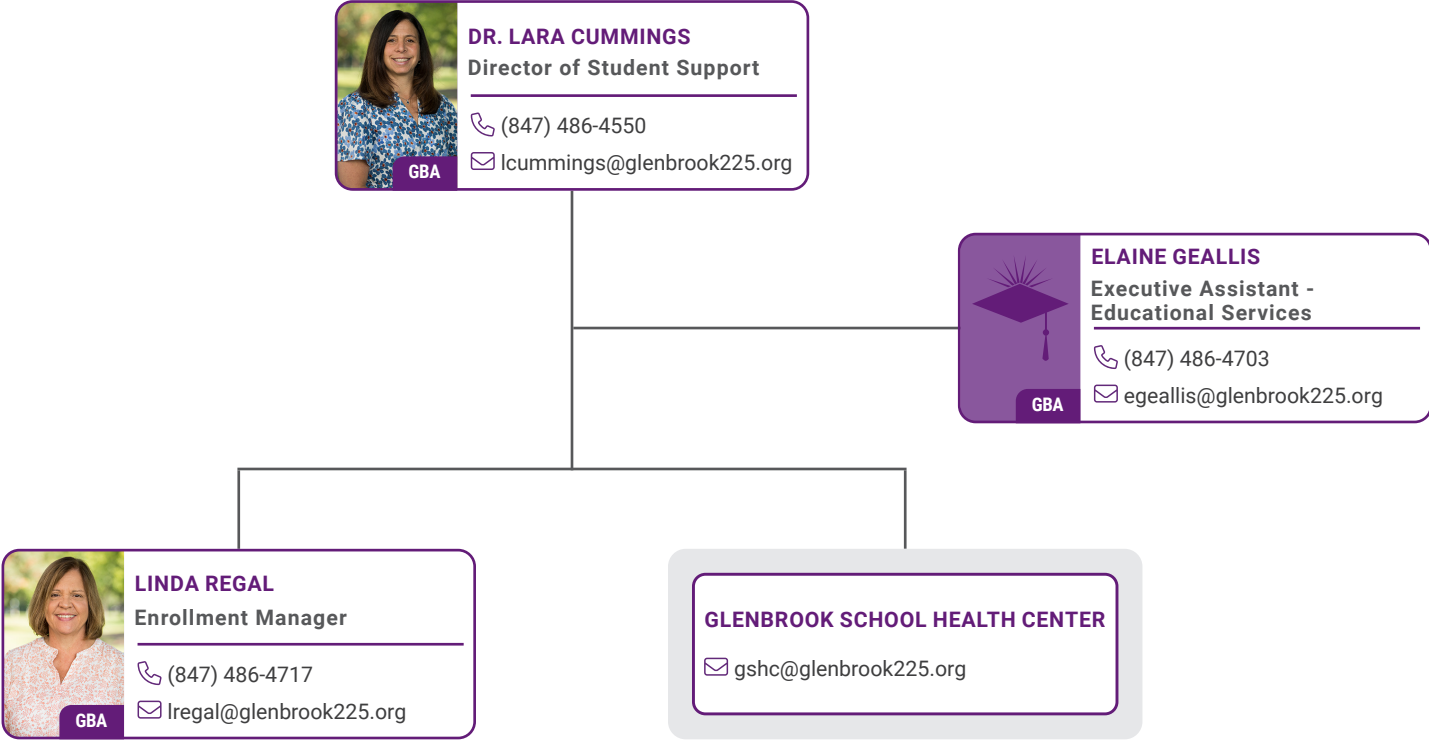 DR. LARA CUMMINGS
Director of Student Support
(847) 486-4550
lcummings@glenbrook225.org
GBA
ELAINE GEALLIS
Executive Assistant -
Educational Services
(847) 486-4703
egeallis@glenbrook225.org
GBA
LINDA REGAL
Enrollment Manager
(847) 486-4717
lregal@glenbrook225.org
GBA
GLENBROOK SCHOOL HEALTH CENTER
gshc@glenbrook225.org